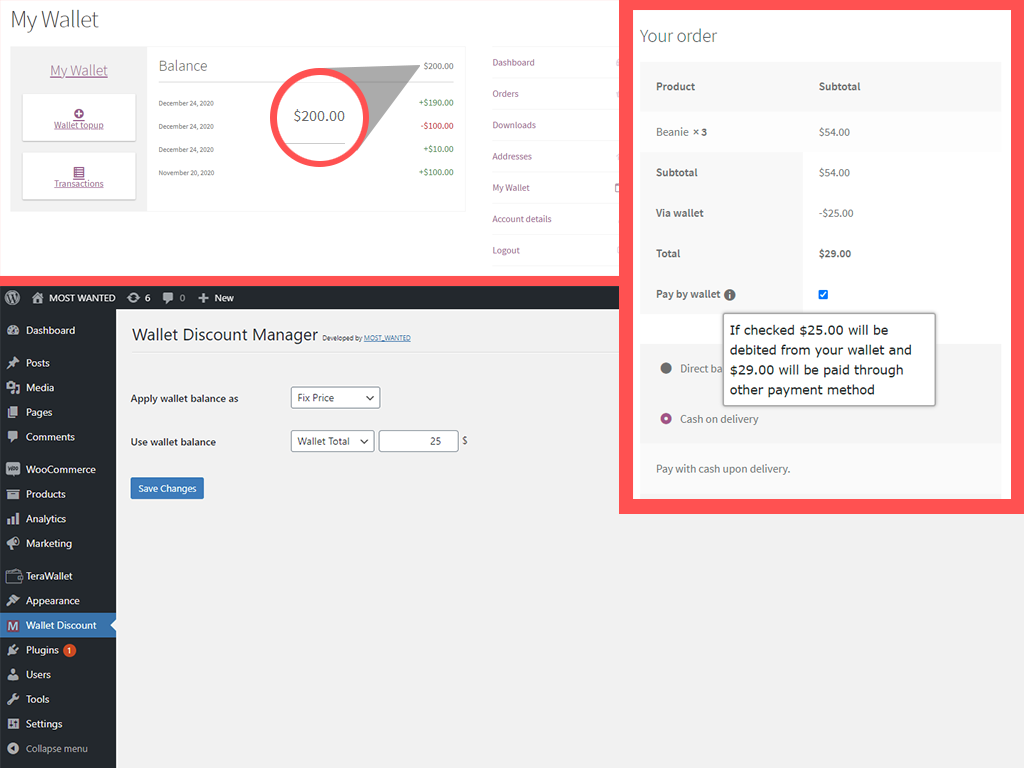 My Wallet
My Wallet
Wallet topup
Transactions
Balance
$200.00
$200.00
December 24, 2020
+$190.00
December 24, 2020
-$100.00
December 24, 2020
+$10.00
November 20, 2020
+$100.00
Dashboard
Orders
Downloads
Addresses
My Wallet
Account details
Logout
Your order
Product Subtotal
Beanie × 3 $54.00
Subtotal $54.00
Via wallet -$25.00
Total $29.00
Pay by wallet
If checked $25.00 will be
debited from your wallet and
$29.00 will be paid through
other payment method
Direct ba
Cash on delivery
Pay with cash upon delivery.
MOST WANTED 6 0 + New
Dashboard
Posts
Media
Pages
Comments
WooCommerce
Products
Analytics
Marketing
TeraWallet
Appearance
M Wallet Discount
Plugins 1
Users
Tools
Settings
Collapse menu
Wallet Discount Manager Developed by MOST_WANTED
Apply wallet balance as Fix Price
Use wallet balance Wallet Total 25 $
Save Changes